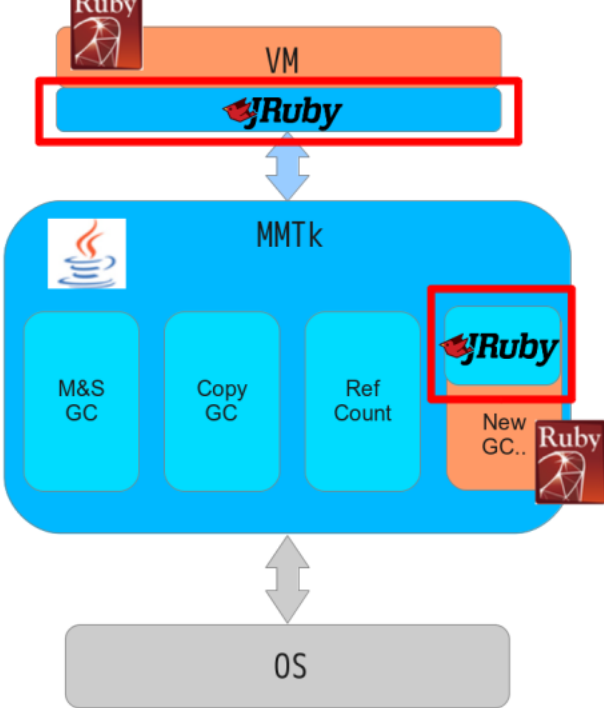 Ruby
VM
JRuby
MMTk
JRuby
M&S
GC
Copy
GC
Ref
Count
New
GC..
Ruby
OS